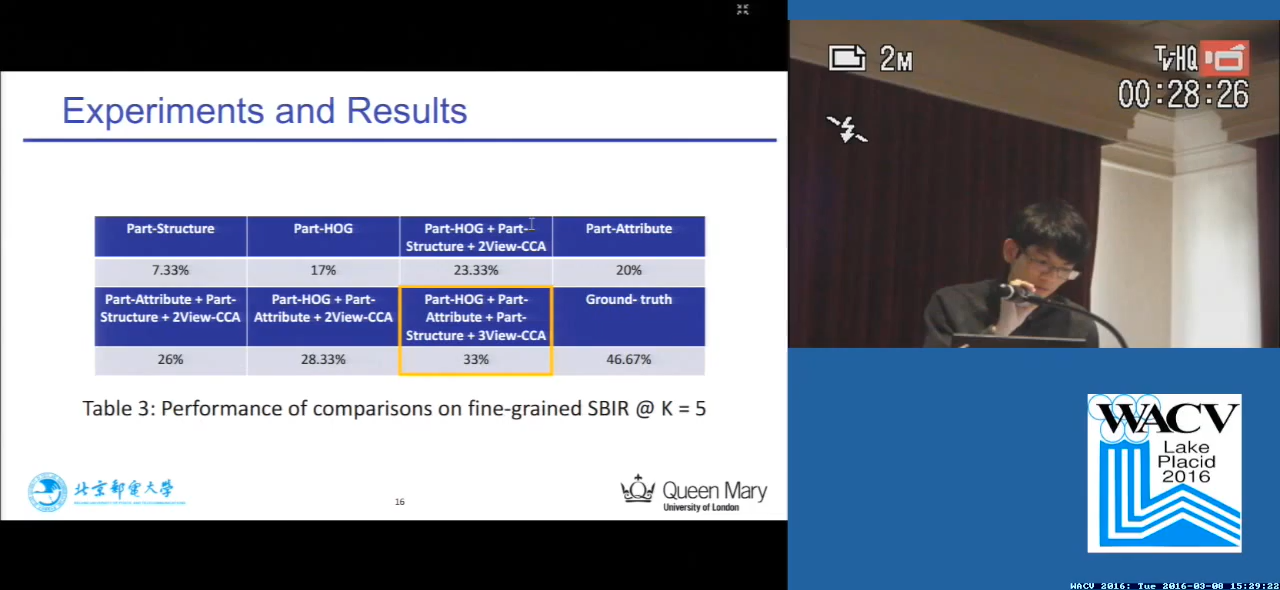 Experiments and Results
Part-Structure
Part-HOG
Part-HOG + Part-
Structure + 2View-CCA
Part-Attribute
7.33%
17%
23.33%
20%
Part-Attribute + Part-
Structure + 2View-CCA
Part-HOG + Part-
Attribute + 2View-CCA
Part-HOG + Part-
Attribute + Part-
Structure + 3View-CCA
Ground- truth
26%
28.33%
33%
46.67%
Table 3: Performance of comparisons on fine-grained SBIR @ K = 5
北京邮电大学
16
Queen Mary
University of London
2M
Tv-HQ
00:28:26
WACV
Lake
Placid
2016
WACV 2016: Tue 2016-03-08 15:29:22